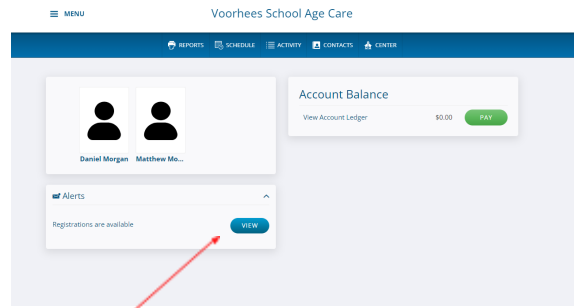 MENU
Voorhees School Age Care
REPORTS SCHEDULE ACTIVITY CONTACTS CENTER
Daniel Morgan Matthew Mo...
Account Balance
View Account Ledger $0.00 PAY
Alerts
Registrations are available VIEW